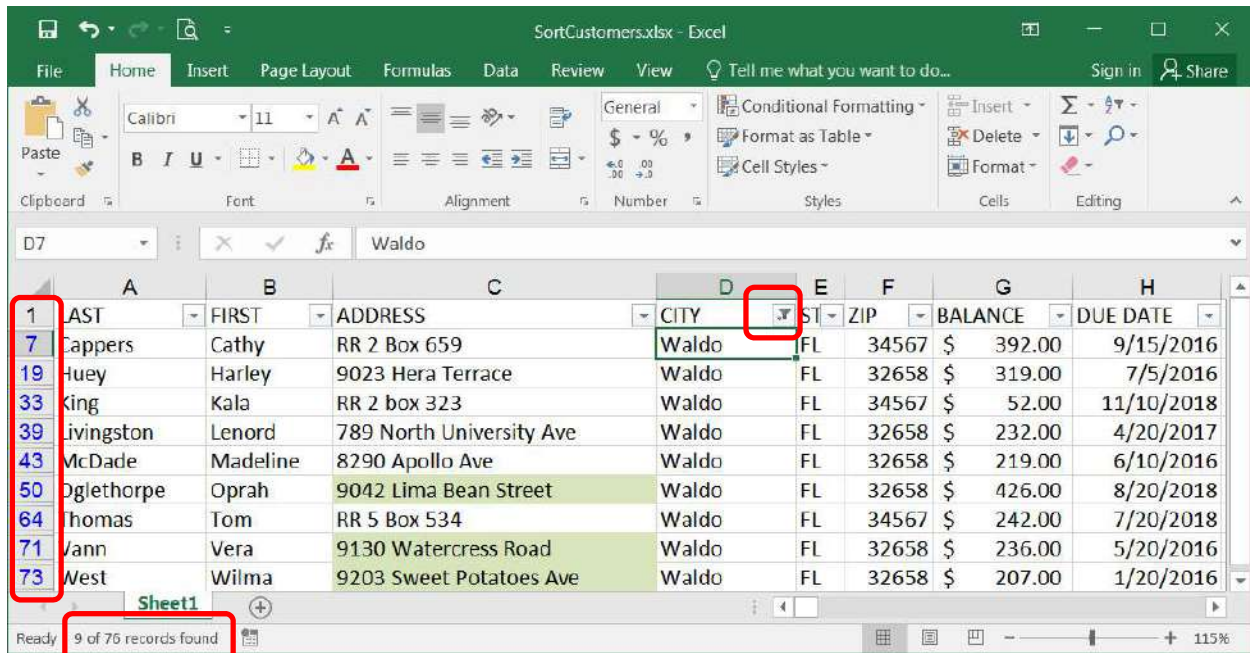 SortCustomers.xlsx - Excel
File Home Insert Page Layout Formulas Data Review View Tell me what you want to do... Sign in Share
Calibri 11 A A General Conditional Formatting Insert Σ
Paste $ - % , Format as Table Delete
B I U A .0 .00 .00 .0 Cell Styles Format
Clipboard Font Alignment Number Styles Cells Editing
D7 fx Waldo
A B C D E F G H
1 LAST FIRST ADDRESS CITY ST ZIP BALANCE DUE DATE
7 Cappers Cathy RR 2 Box 659 Waldo FL 34567 $ 392.00 9/15/2016
19 Huey Harley 9023 Hera Terrace Waldo FL 32658 $ 319.00 7/5/2016
33 King Kala RR 2 box 323 Waldo FL 34567 $ 52.00 11/10/2018
39 Livingston Lenord 789 North University Ave Waldo FL 32658 $ 232.00 4/20/2017
43 McDade Madeline 8290 Apollo Ave Waldo FL 32658 $ 219.00 6/10/2016
50 Oglethorpe Oprah 9042 Lima Bean Street Waldo FL 32658 $ 426.00 8/20/2018
64 Thomas Tom RR 5 Box 534 Waldo FL 34567 $ 242.00 7/20/2018
71 Vann Vera 9130 Watercress Road Waldo FL 32658 $ 236.00 5/20/2016
73 West Wilma 9203 Sweet Potatoes Ave Waldo FL 32658 $ 207.00 1/20/2016
Sheet1
Ready 9 of 76 records found 115%